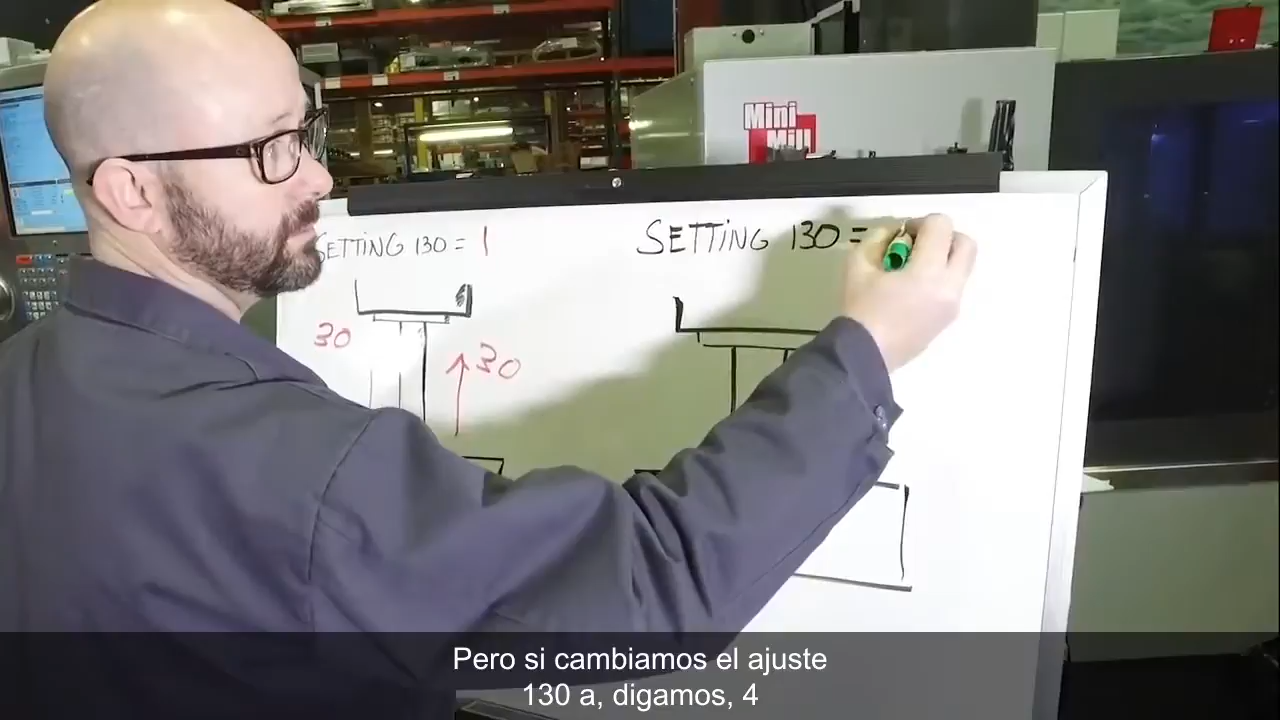 Mini
Mill
SETTING 130 = 1
SETTING 130 =
30
30
Pero si cambiamos el ajuste
130 a, digamos, 4